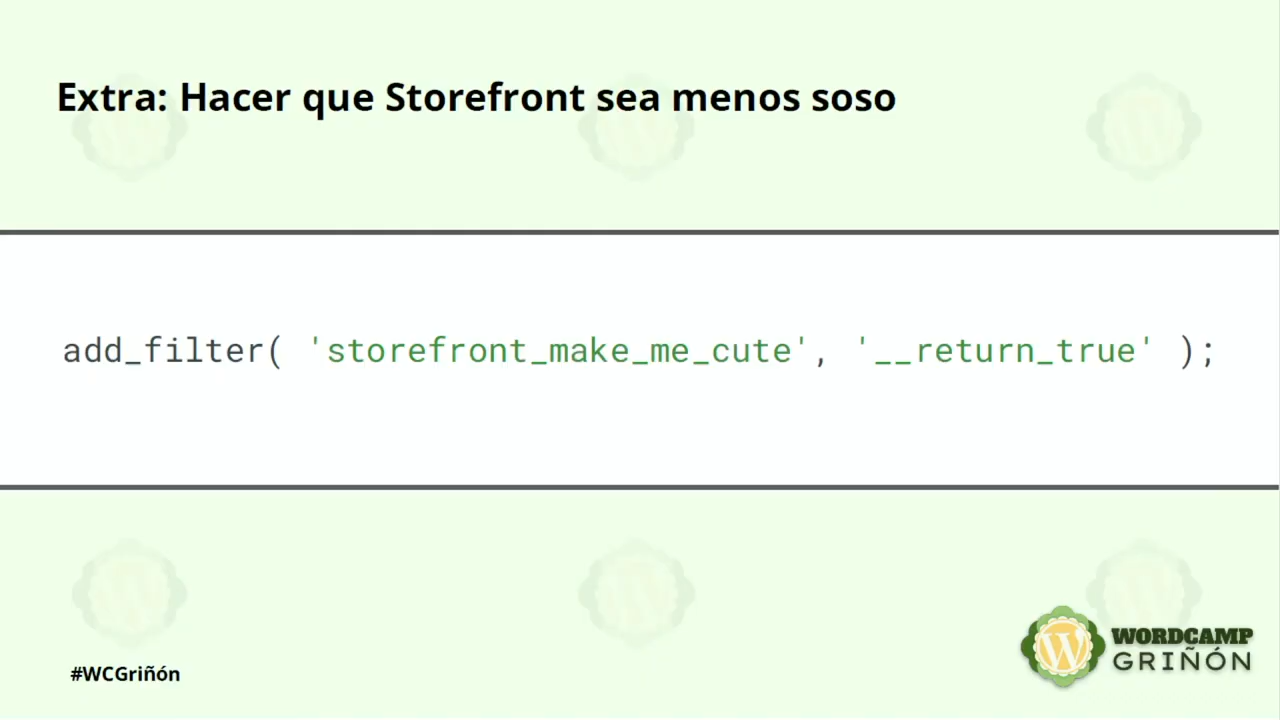 Extra: Hacer que Storefront sea menos soso
add_filter( 'storefront_make_me_cute', '__return_true' );
#WCGriñón
WORDCAMP
GRIÑÓN